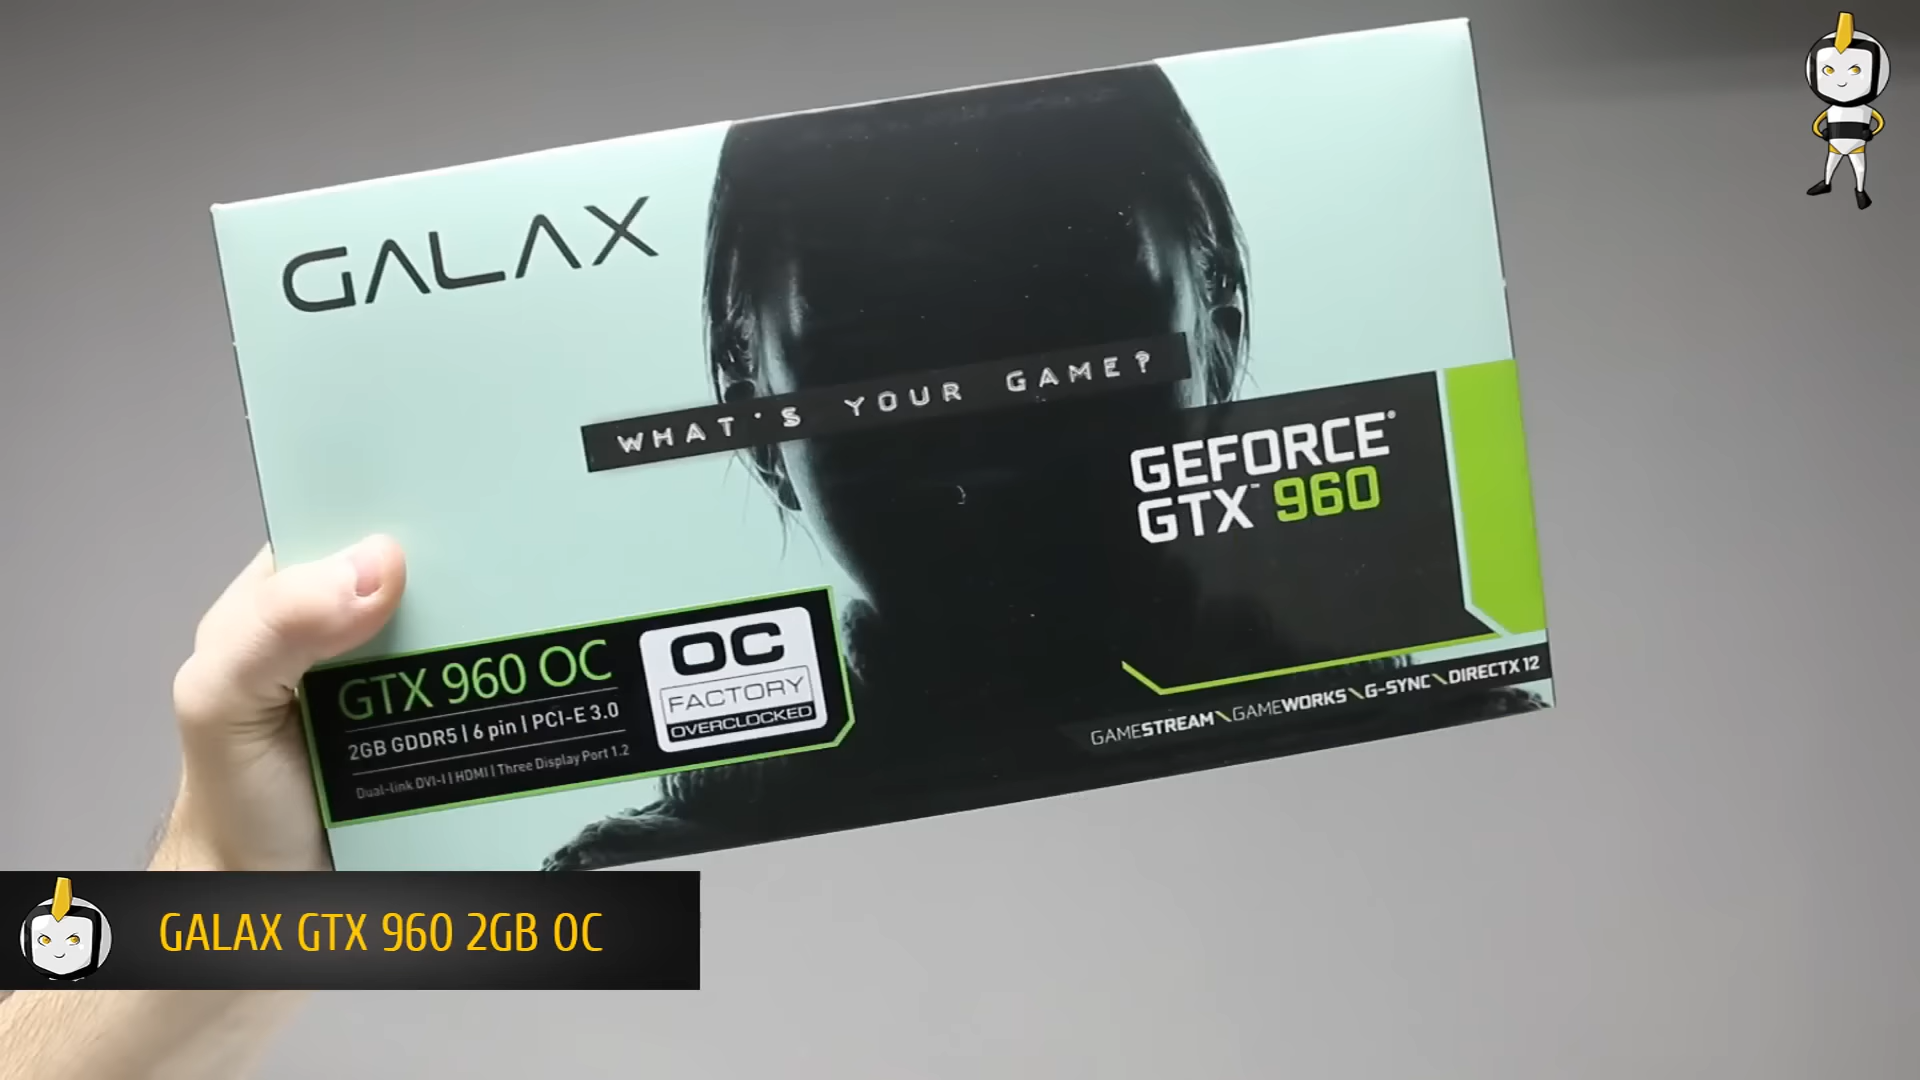 GALAX
WHAT'S YOUR GAME?
GEFORCE®
GTX™ 960
GTX 960 OC
2GB GDDR5 | 6 pin | PCI-E 3.0
Dual-link DVI-I | HDMI | Three Display Port 1.2
OC
FACTORY
OVERCLOCKED
GAMESTREAM\GAMEWORKS\G-SYNC\DIRECTX 12
GALAX GTX 960 2GB OC